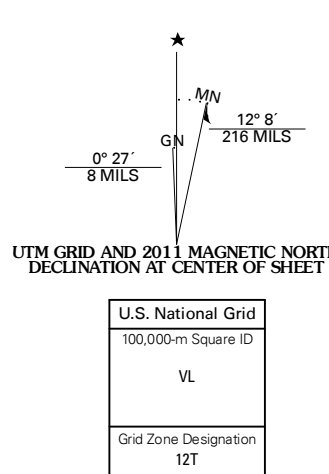 ★
MN
GN
12° 8´
216 MILS
0° 27´
8 MILS
UTM GRID AND 2011 MAGNETIC NORT
DECLINATION AT CENTER OF SHEET
U.S. National Grid
100,000-m Square ID
VL
Grid Zone Designation
12T